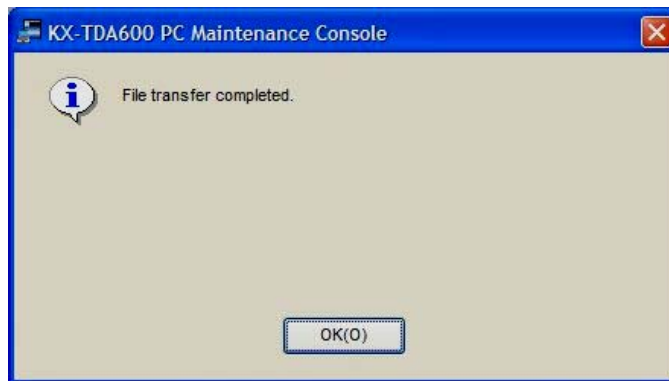 KX-TDA600 PC Maintenance Console
File transfer completed.
OK(O)